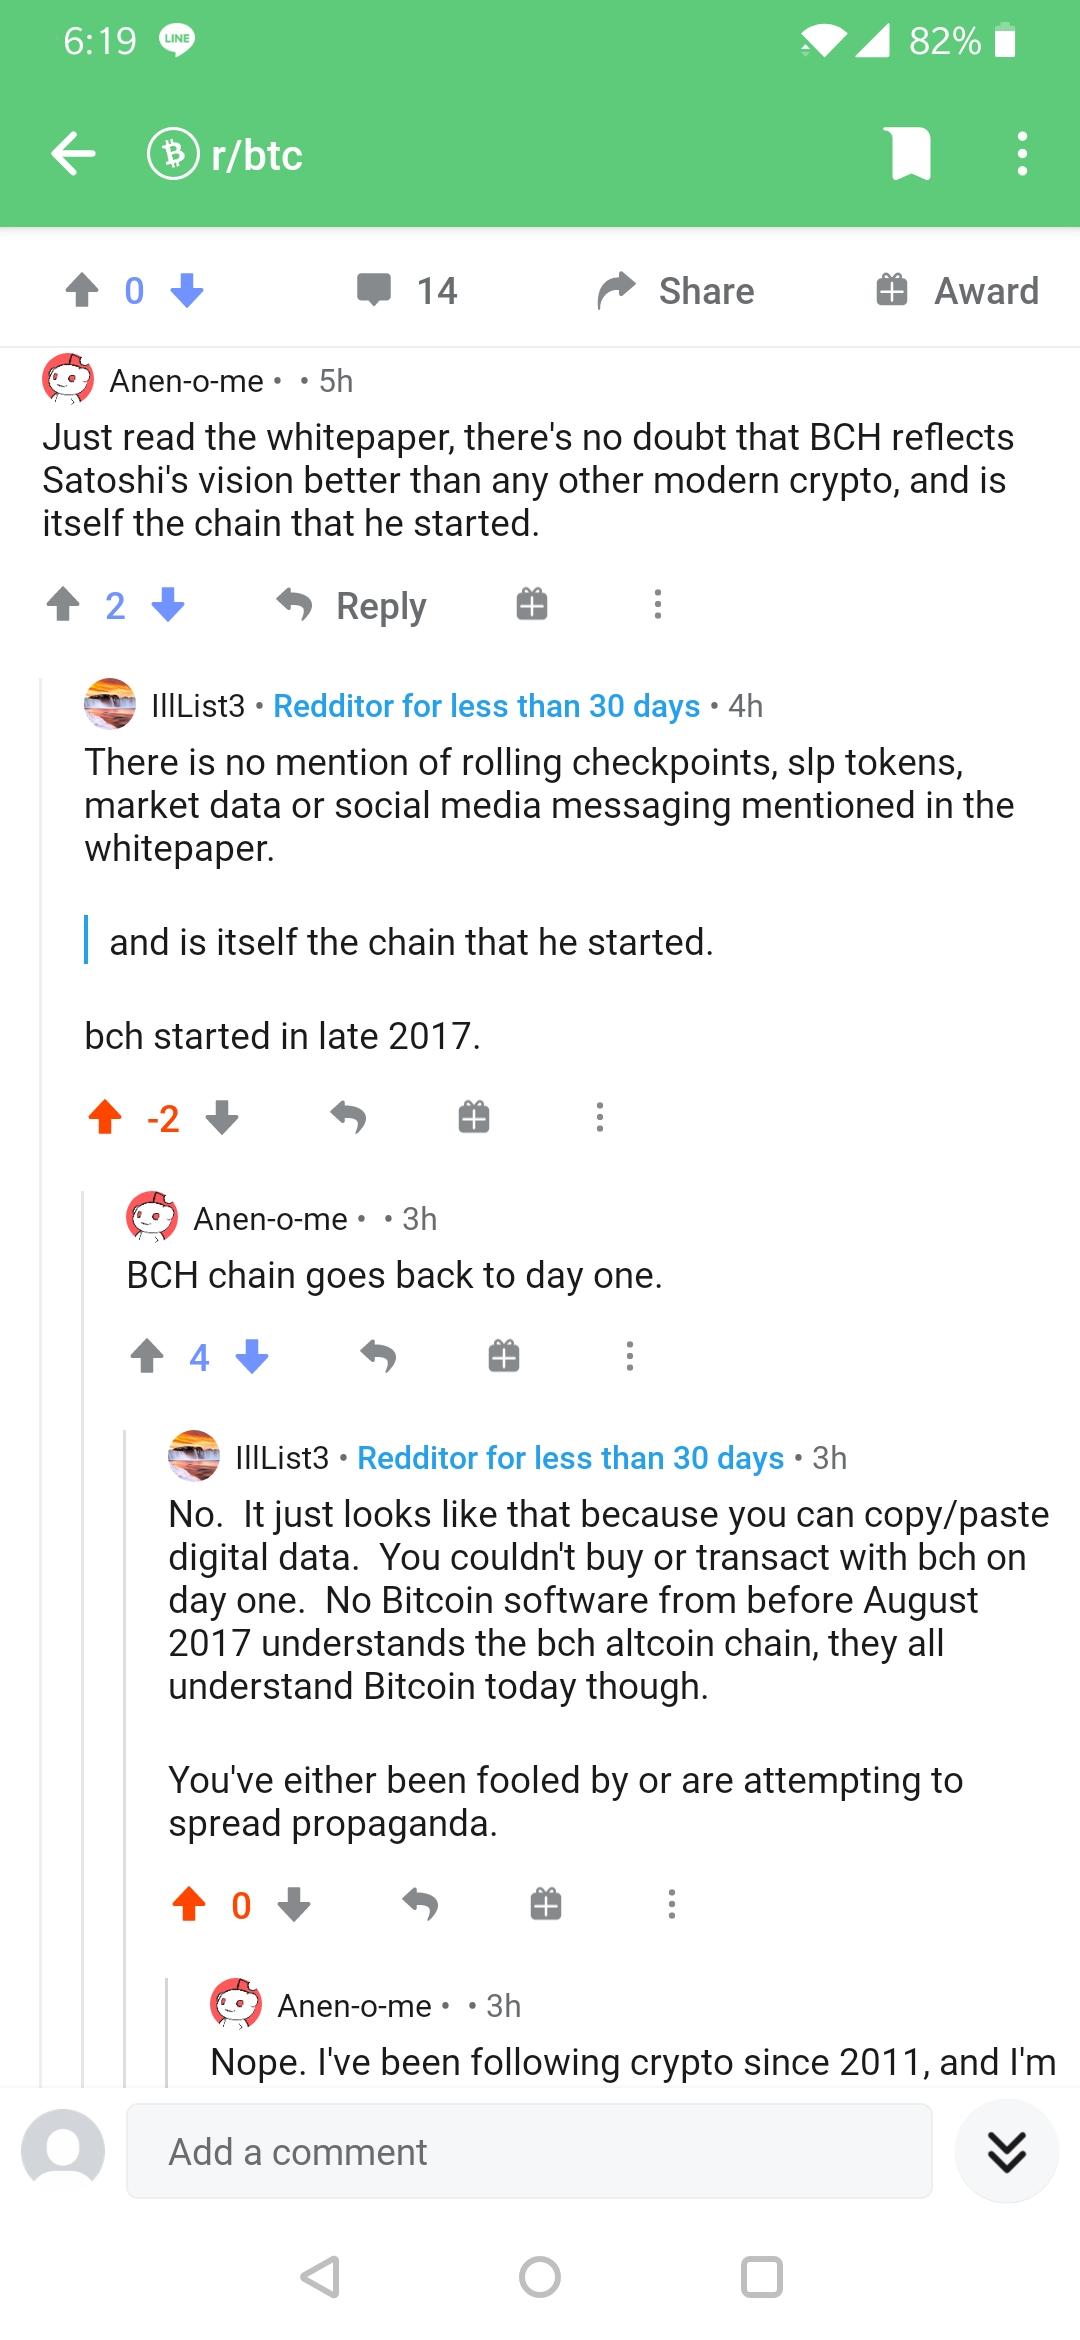 6:19 LINE 82%
r/btc
0 14 Share Award
Anen-o-me • • 5h
Just read the whitepaper, there's no doubt that BCH reflects
Satoshi's vision better than any other modern crypto, and is
itself the chain that he started.
2 Reply
IllList3 • Redditor for less than 30 days • 4h
There is no mention of rolling checkpoints, slp tokens,
market data or social media messaging mentioned in the
whitepaper.
and is itself the chain that he started.
bch started in late 2017.
-2
Anen-o-me • • 3h
BCH chain goes back to day one.
4
IllList3 • Redditor for less than 30 days • 3h
No.  It just looks like that because you can copy/paste
digital data.  You couldn't buy or transact with bch on
day one.  No Bitcoin software from before August
2017 understands the bch altcoin chain, they all
understand Bitcoin today though.
You've either been fooled by or are attempting to
spread propaganda.
0
Anen-o-me • • 3h
Nope. I've been following crypto since 2011, and I'm
Add a comment